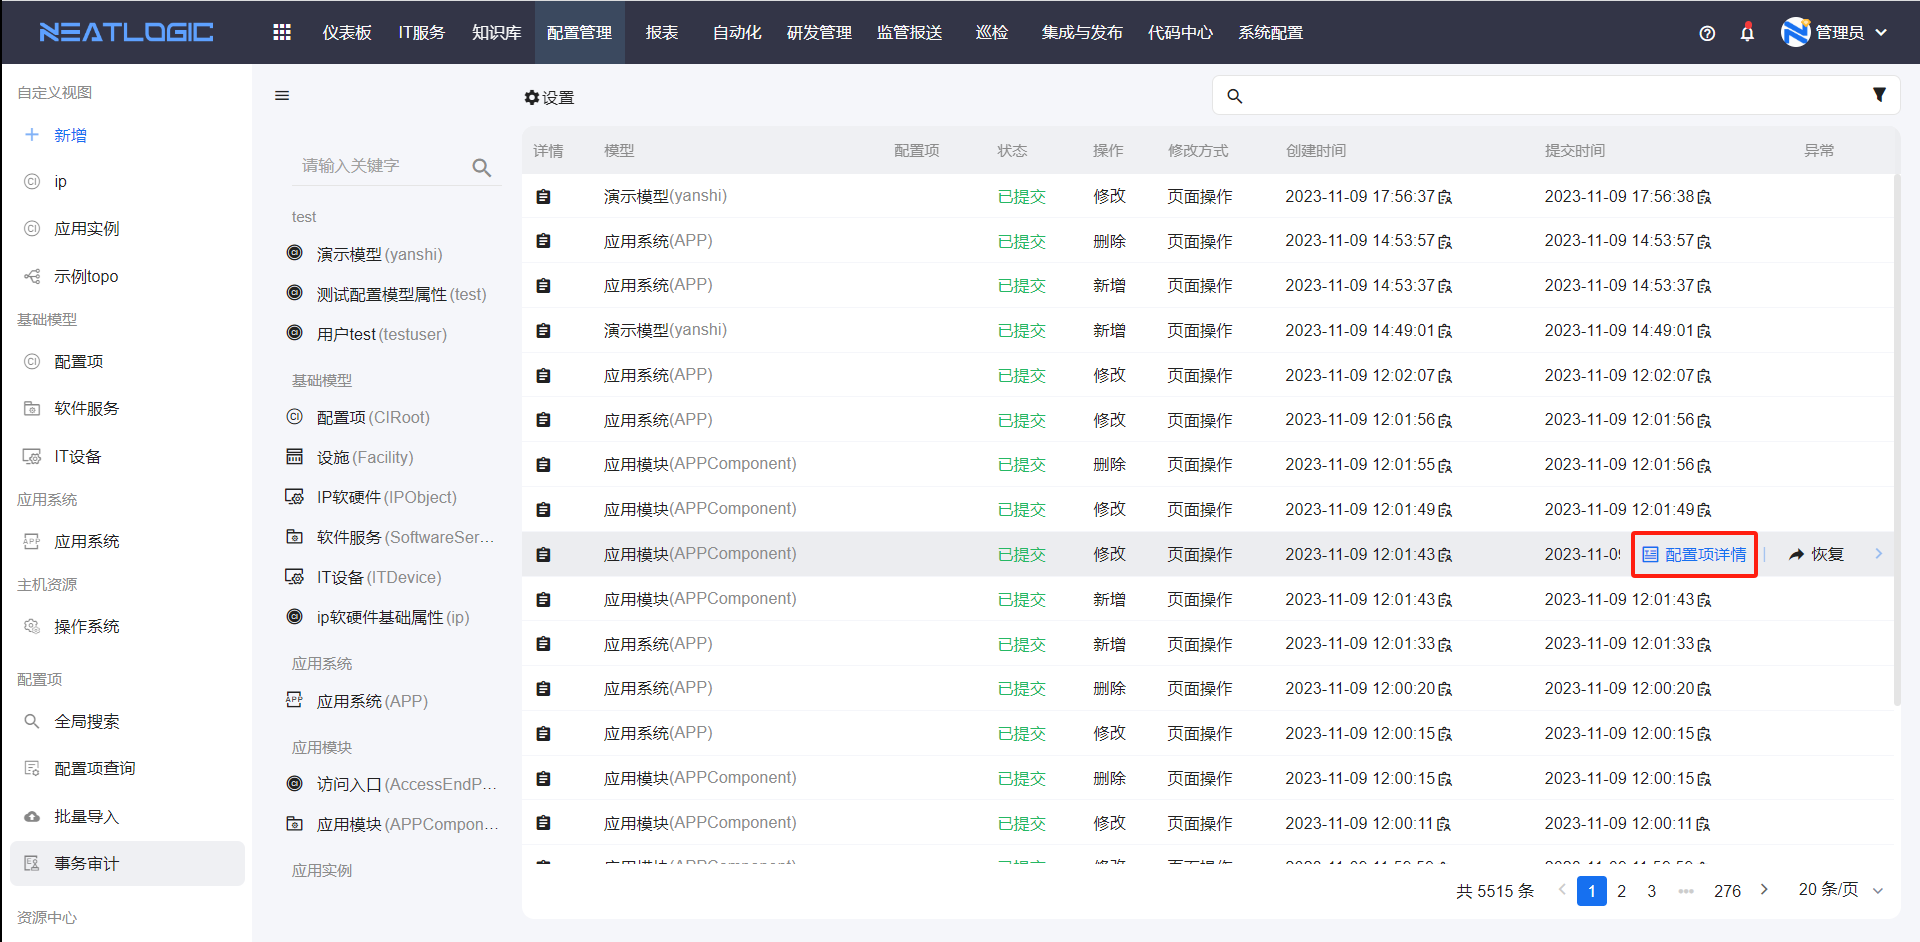 NEATLOGIC 仪表板 IT服务 知识库 配置管理 报表 自动化 研发管理 监管报送 巡检 集成与发布 代码中心 系统配置 管理员
自定义视图
新增
ip
应用实例
示例topo
基础模型
配置项
软件服务
IT设备
应用系统
应用系统
主机资源
操作系统
配置项
全局搜索
配置项查询
批量导入
事务审计
资源中心
请输入关键字
test
演示模型(yanshi)
测试配置模型属性(test)
用户test(testuser)
基础模型
配置项(CIRoot)
设施(Facility)
IP软硬件(IPObject)
软件服务(SoftwareSer...
IT设备(ITDevice)
ip软硬件基础属性(ip)
应用系统
应用系统(APP)
应用模块
访问入口(AccessEndP...
应用模块(APPCompon...
应用实例
设置
详情 模型 配置项 状态 操作 修改方式 创建时间 提交时间 异常
演示模型(yanshi) 已提交 修改 页面操作 2023-11-09 17:56:37 2023-11-09 17:56:38
应用系统(APP) 已提交 删除 页面操作 2023-11-09 14:53:57 2023-11-09 14:53:57
应用系统(APP) 已提交 新增 页面操作 2023-11-09 14:53:37 2023-11-09 14:53:37
演示模型(yanshi) 已提交 新增 页面操作 2023-11-09 14:49:01 2023-11-09 14:49:01
应用系统(APP) 已提交 修改 页面操作 2023-11-09 12:02:07 2023-11-09 12:02:07
应用系统(APP) 已提交 修改 页面操作 2023-11-09 12:01:56 2023-11-09 12:01:56
应用模块(APPComponent) 已提交 删除 页面操作 2023-11-09 12:01:55 2023-11-09 12:01:56
应用模块(APPComponent) 已提交 修改 页面操作 2023-11-09 12:01:49 2023-11-09 12:01:49
应用模块(APPComponent) 已提交 修改 页面操作 2023-11-09 12:01:43 2023-11-09 配置项详情 恢复
应用模块(APPComponent) 已提交 新增 页面操作 2023-11-09 12:01:43 2023-11-09 12:01:43
应用系统(APP) 已提交 新增 页面操作 2023-11-09 12:01:33 2023-11-09 12:01:33
应用系统(APP) 已提交 删除 页面操作 2023-11-09 12:00:20 2023-11-09 12:00:20
应用系统(APP) 已提交 修改 页面操作 2023-11-09 12:00:15 2023-11-09 12:00:15
应用模块(APPComponent) 已提交 删除 页面操作 2023-11-09 12:00:15 2023-11-09 12:00:15
应用模块(APPComponent) 已提交 修改 页面操作 2023-11-09 12:00:11 2023-11-09 12:00:11
共 5515 条 1 2 3 ••• 276 20 条/页